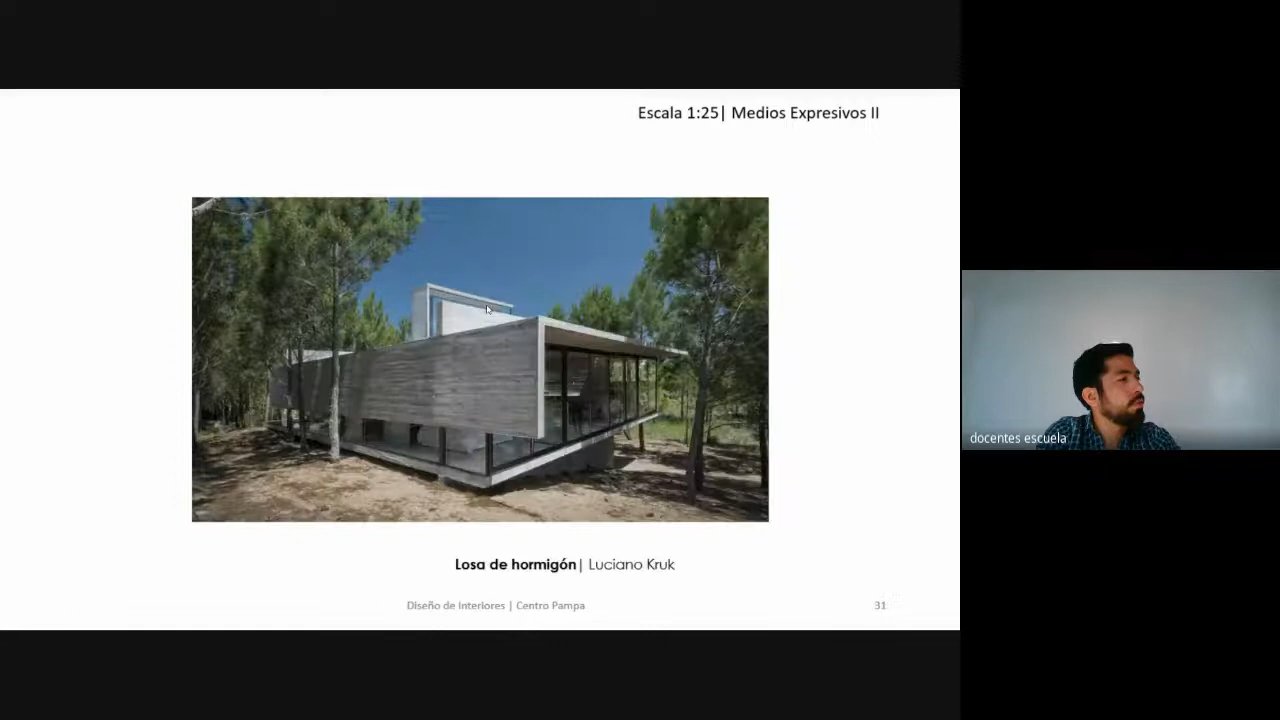 Escala 1:25| Medios Expresivos II
Losa de hormigón| Luciano Kruk
Diseño de Interiores | Centro Pampa
31
docentes escuela